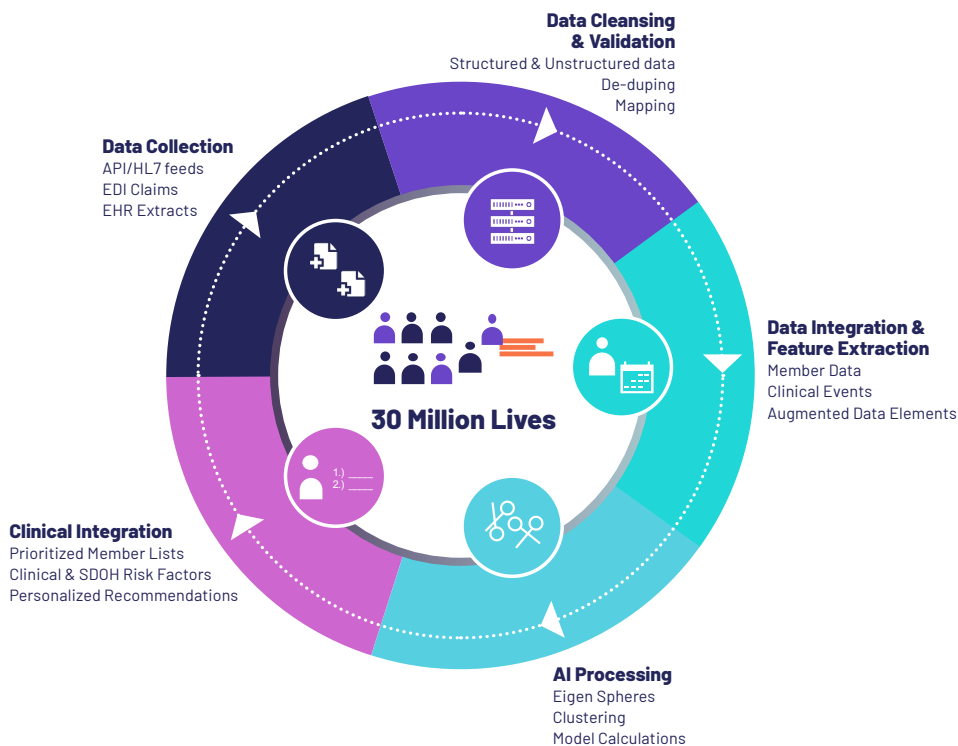 Data Cleansing
& Validation
Structured & Unstructured data
De-duping
Mapping
Data Collection
API/HL7 feeds
EDI Claims
EHR Extracts
Data Integration &
Feature Extraction
Member Data
Clinical Events
Augmented Data Elements
30 Million Lives
1.) ____
2.) ____
Clinical Integration
Prioritized Member Lists
Clinical & SDOH Risk Factors
Personalized Recommendations
AI Processing
Eigen Spheres
Clustering
Model Calculations